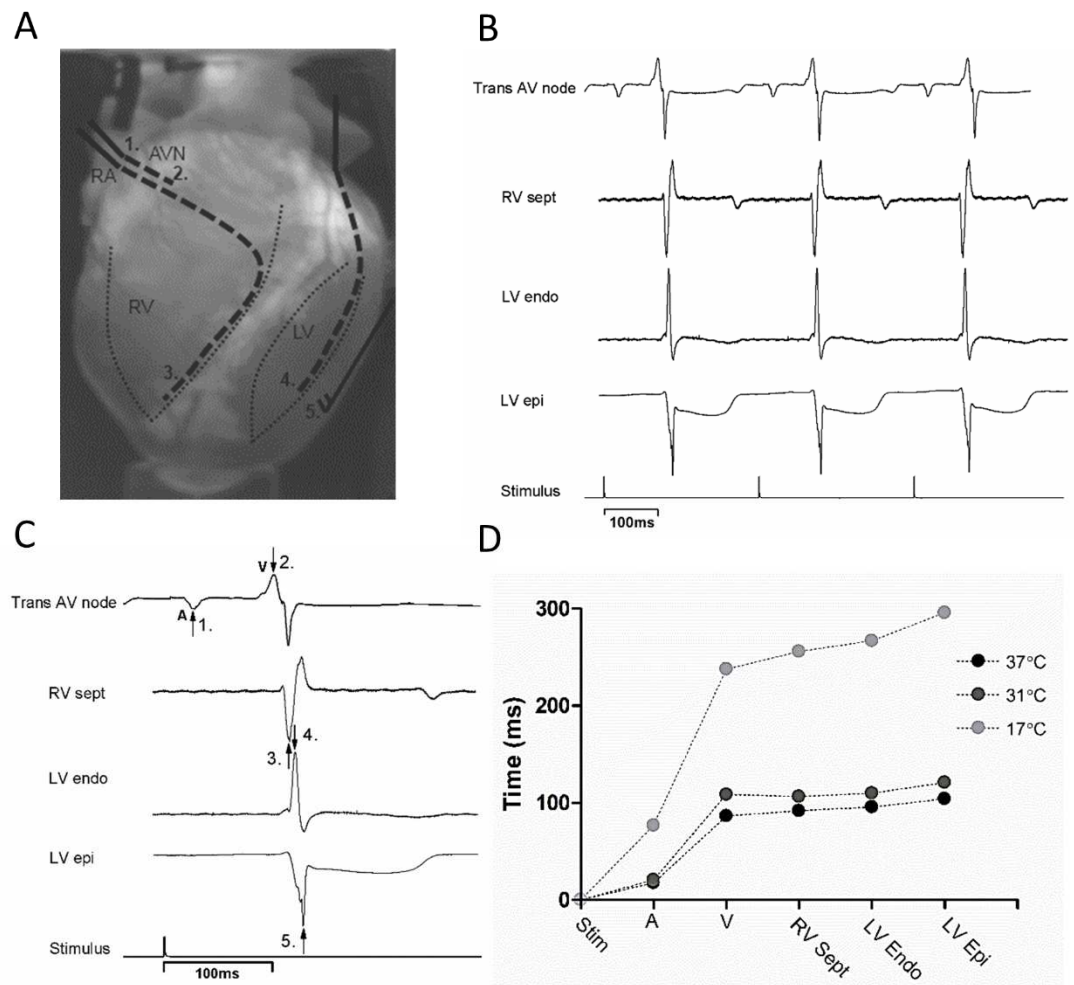 A
1.
AVN
RA
2.
RV
LV
3.
4.
5.
B
Trans AV node
RV sept
LV endo
LV epi
Stimulus
100ms
C
V
2.
Trans AV node
A
1.
RV sept
4.
3.
LV endo
LV epi
5.
Stimulus
100ms
D
300
37°C
31°C
17°C
200
Time (ms)
100
0
Stim
A
V
RV Sept
LV Endo
LV Epi